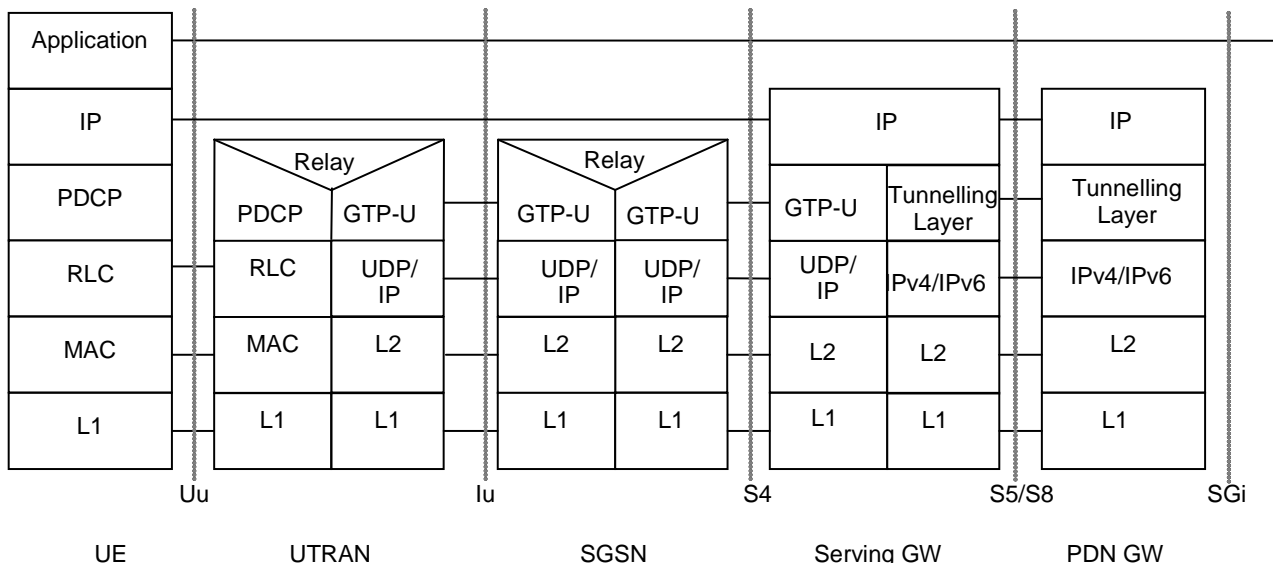 Application
IP
IP
IP
Relay
Relay
PDCP
PDCP
GTP-U
GTP-U
GTP-U
GTP-U
Tunnelling
Layer
Tunnelling
Layer
RLC
RLC
UDP/
IP
UDP/
IP
UDP/
IP
UDP/
IP
IPv4/IPv6
IPv4/IPv6
MAC
MAC
L2
L2
L2
L2
L2
L2
L1
L1
L1
L1
L1
L1
L1
L1
Uu
Iu
S4
S5/S8
SGi
UE
UTRAN
SGSN
Serving GW
PDN GW